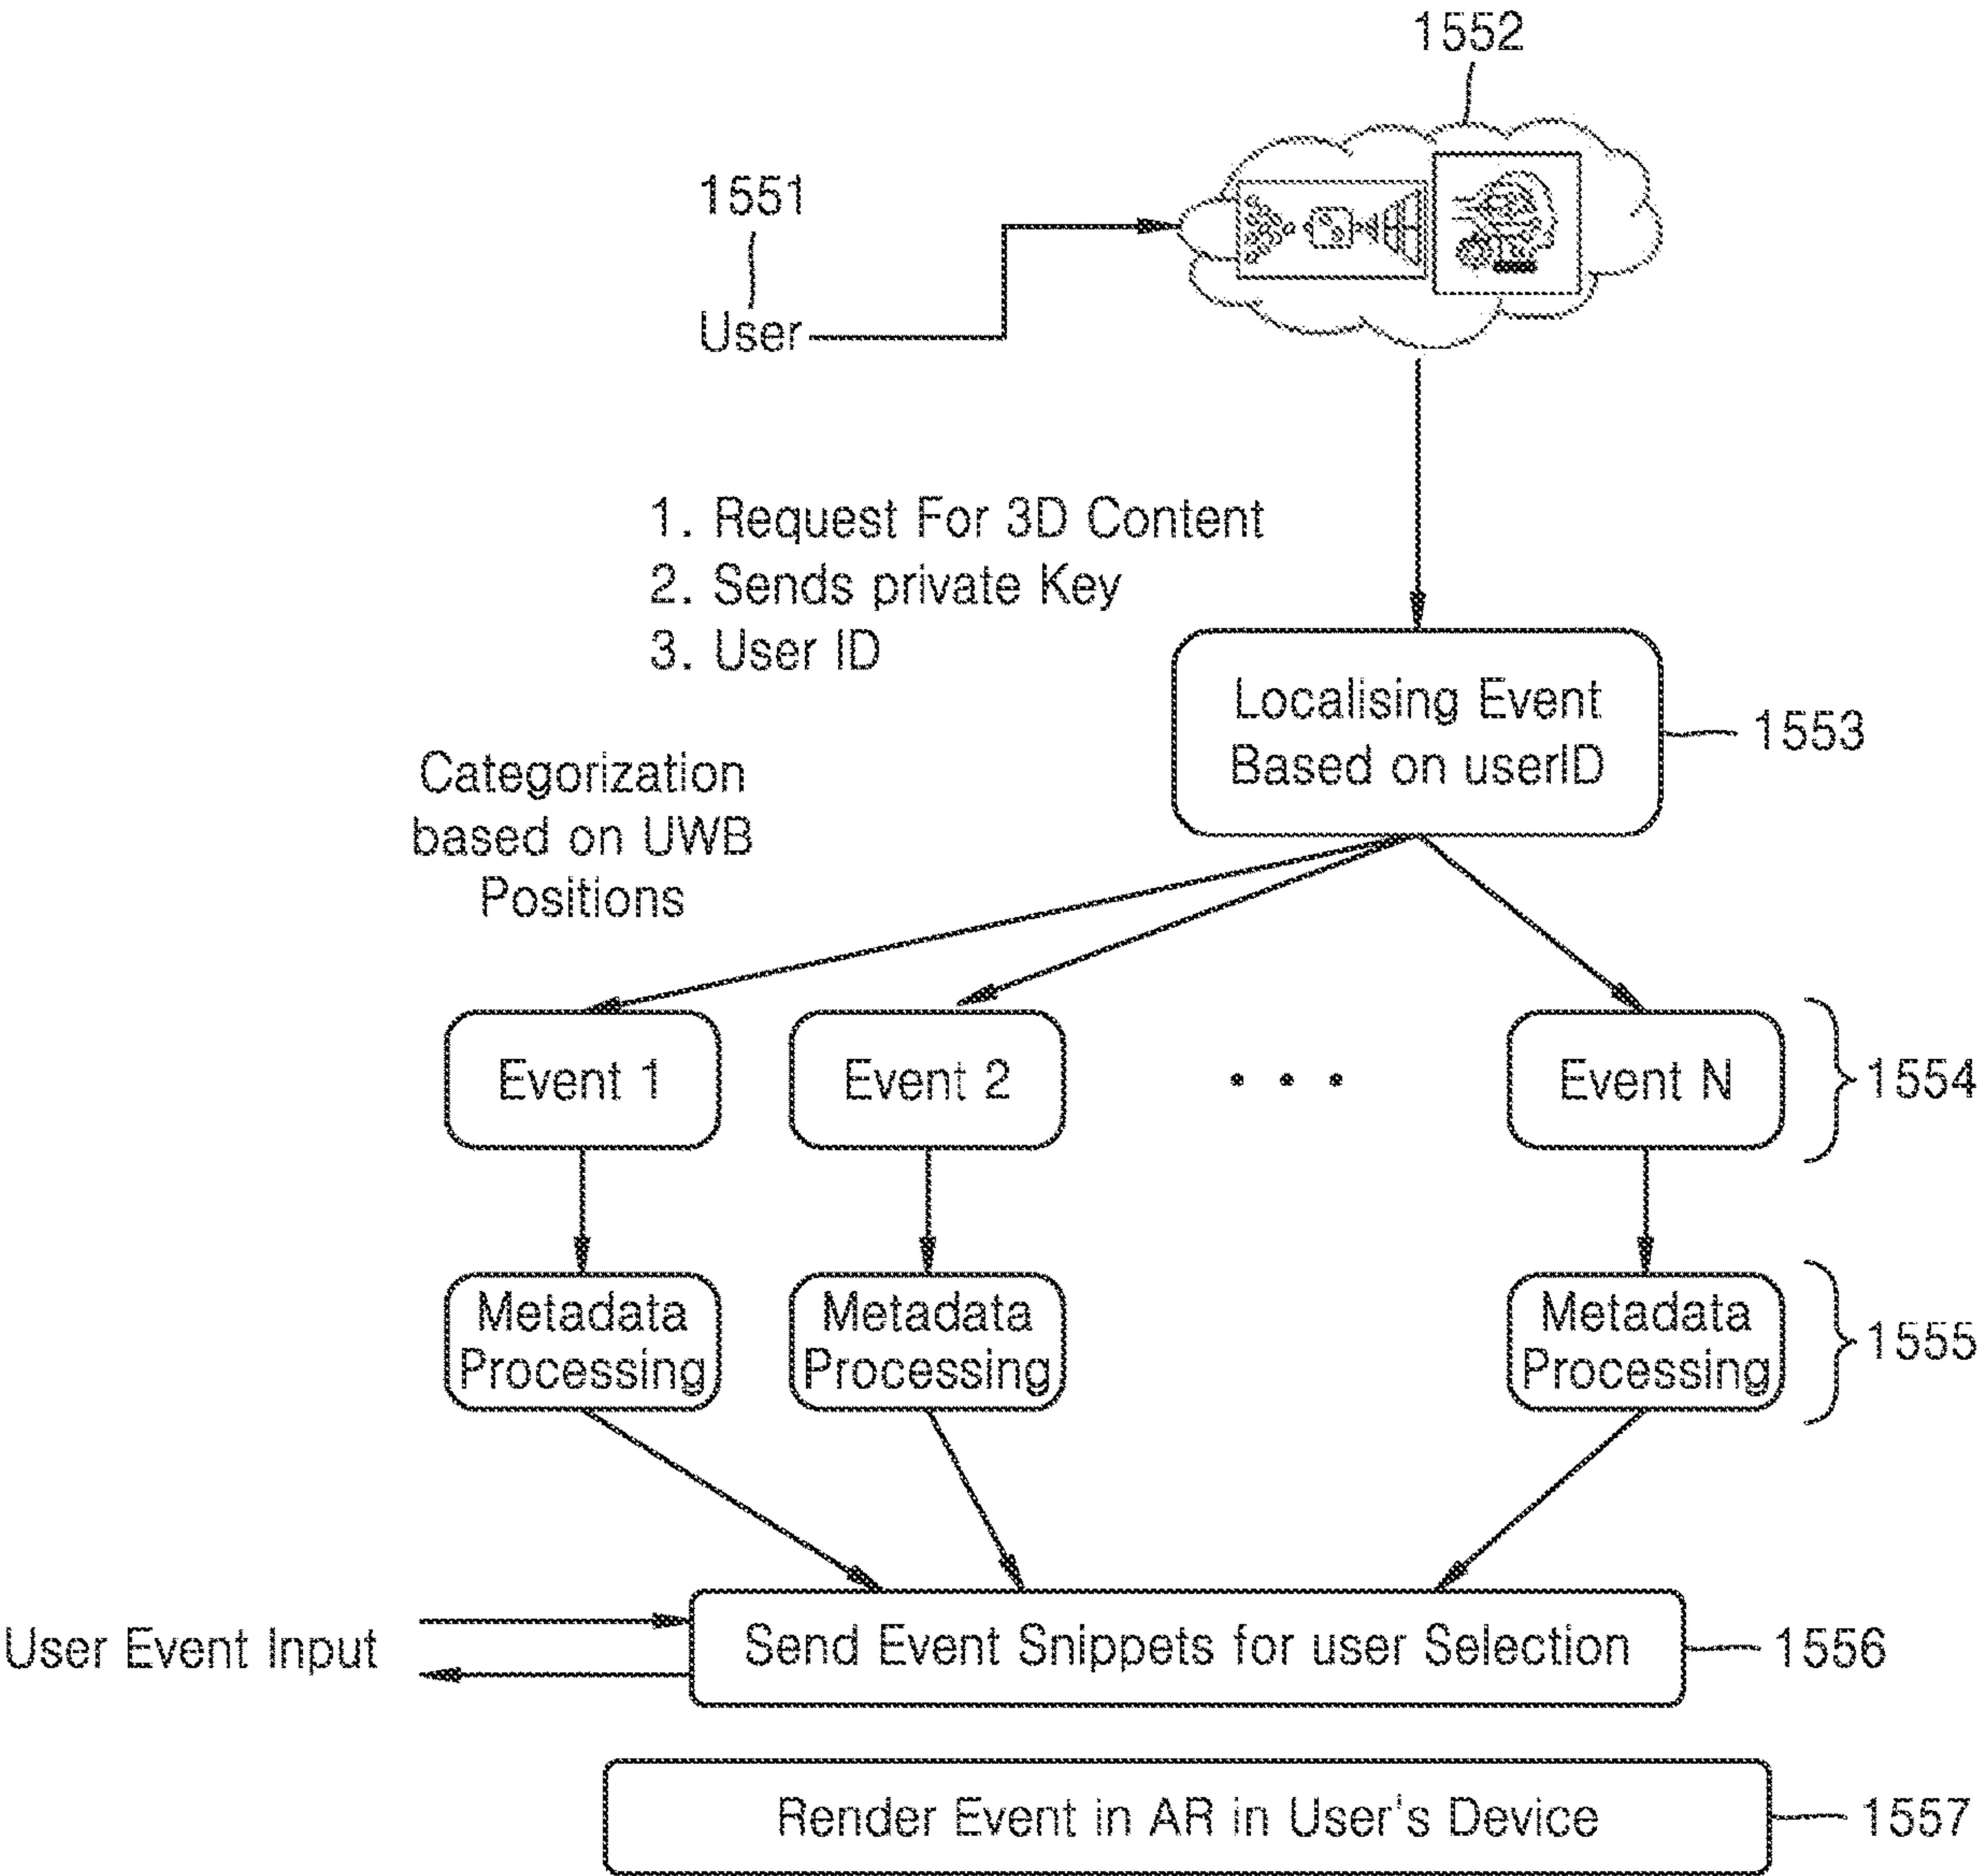 1552
1551
User
1. Request For 3D Content
2. Sends private Key
3. User ID
Localising Event
Based on userID
1553
Categorization
based on UWB
Positions
Event 1
Event 2
. . .
Event N
1554
Metadata
Processing
Metadata
Processing
Metadata
Processing
1555
User Event Input
Send Event Snippets for user Selection
1556
Render Event in AR in User's Device
1557